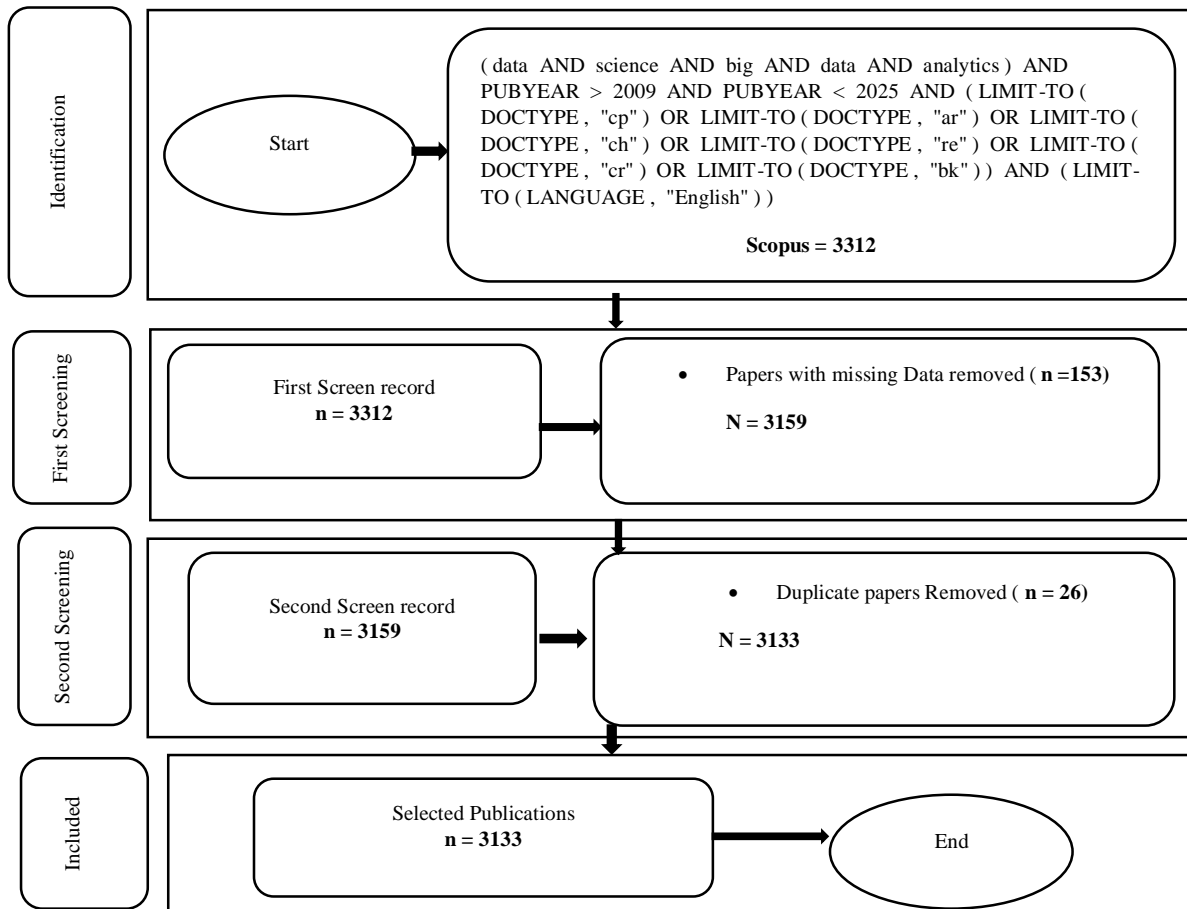 Identification
Start
( data AND science AND big AND data AND analytics ) AND
PUBYEAR > 2009 AND PUBYEAR < 2025 AND ( LIMIT-TO (
DOCTYPE , "cp" ) OR LIMIT-TO ( DOCTYPE , "ar" ) OR LIMIT-TO (
DOCTYPE , "ch" ) OR LIMIT-TO ( DOCTYPE , "re" ) OR LIMIT-TO (
DOCTYPE , "cr" ) OR LIMIT-TO ( DOCTYPE , "bk" ) ) AND ( LIMIT-
TO ( LANGUAGE , "English" ) )
Scopus = 3312
First Screening
First Screen record
n = 3312
• Papers with missing Data removed ( n =153)
N = 3159
Second Screening
Second Screen record
n = 3159
• Duplicate papers Removed ( n = 26)
N = 3133
Included
Selected Publications
n = 3133
End